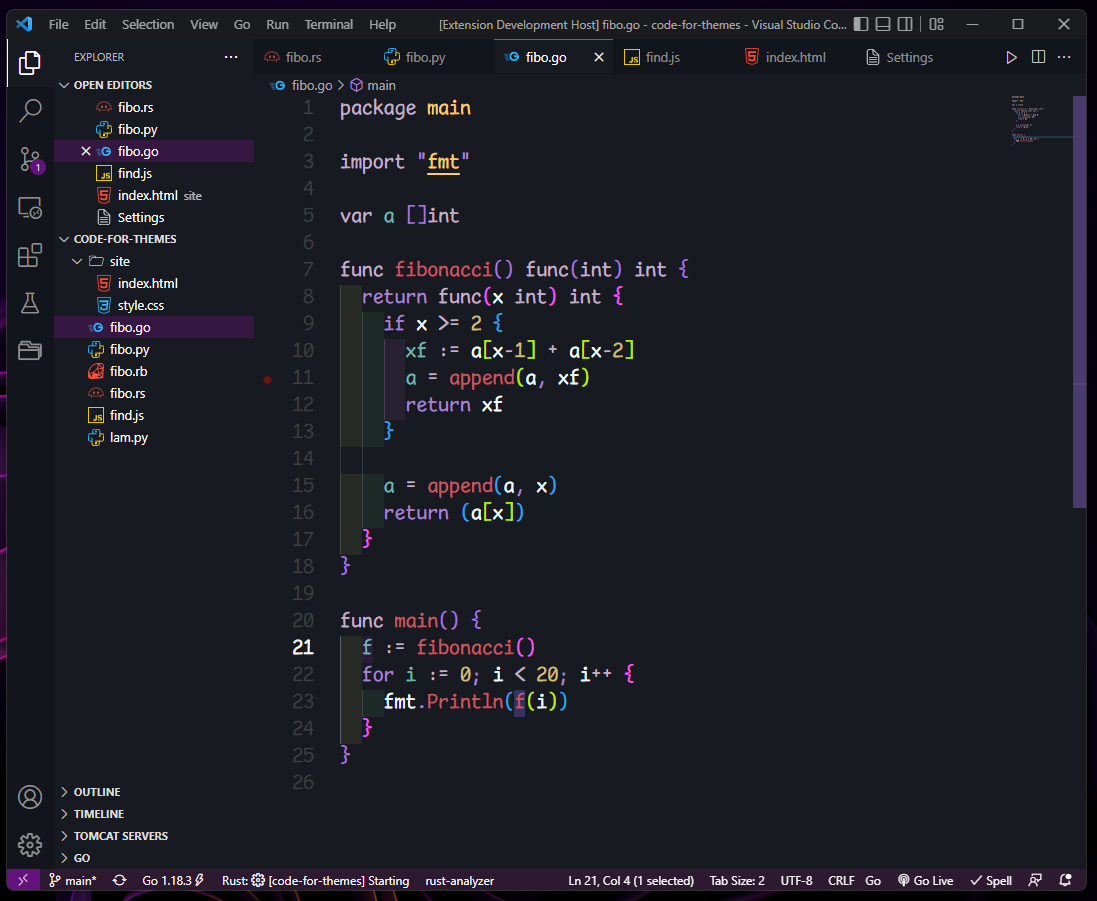 File Edit Selection View Go Run Terminal Help [Extension Development Host] fibo.go - code-for-themes - Visual Studio Co...
EXPLORER ...
fibo.rs fibo.py fibo.go find.js index.html Settings
OPEN EDITORS
fibo.rs
fibo.py
fibo.go
find.js
index.html site
Settings
CODE-FOR-THEMES
site
index.html
style.css
fibo.go
fibo.py
fibo.rb
fibo.rs
find.js
lam.py
OUTLINE
TIMELINE
TOMCAT SERVERS
GO
1
fibo.go > main
1 package main
2
3 import "fmt"
4
5 var a []int
6
7 func fibonacci() func(int) int {
8 return func(x int) int {
9 if x >= 2 {
10 xf := a[x-1] + a[x-2]
11 a = append(a, xf)
12 return xf
13 }
14
15 a = append(a, x)
16 return (a[x])
17 }
18 }
19
20 func main() {
21 f := fibonacci()
22 for i := 0; i < 20; i++ {
23 fmt.Println(f(i))
24 }
25 }
26
main* Go 1.18.3 Rust: [code-for-themes] Starting rust-analyzer Ln 21, Col 4 (1 selected) Tab Size: 2 UTF-8 CRLF Go Go Live Spell